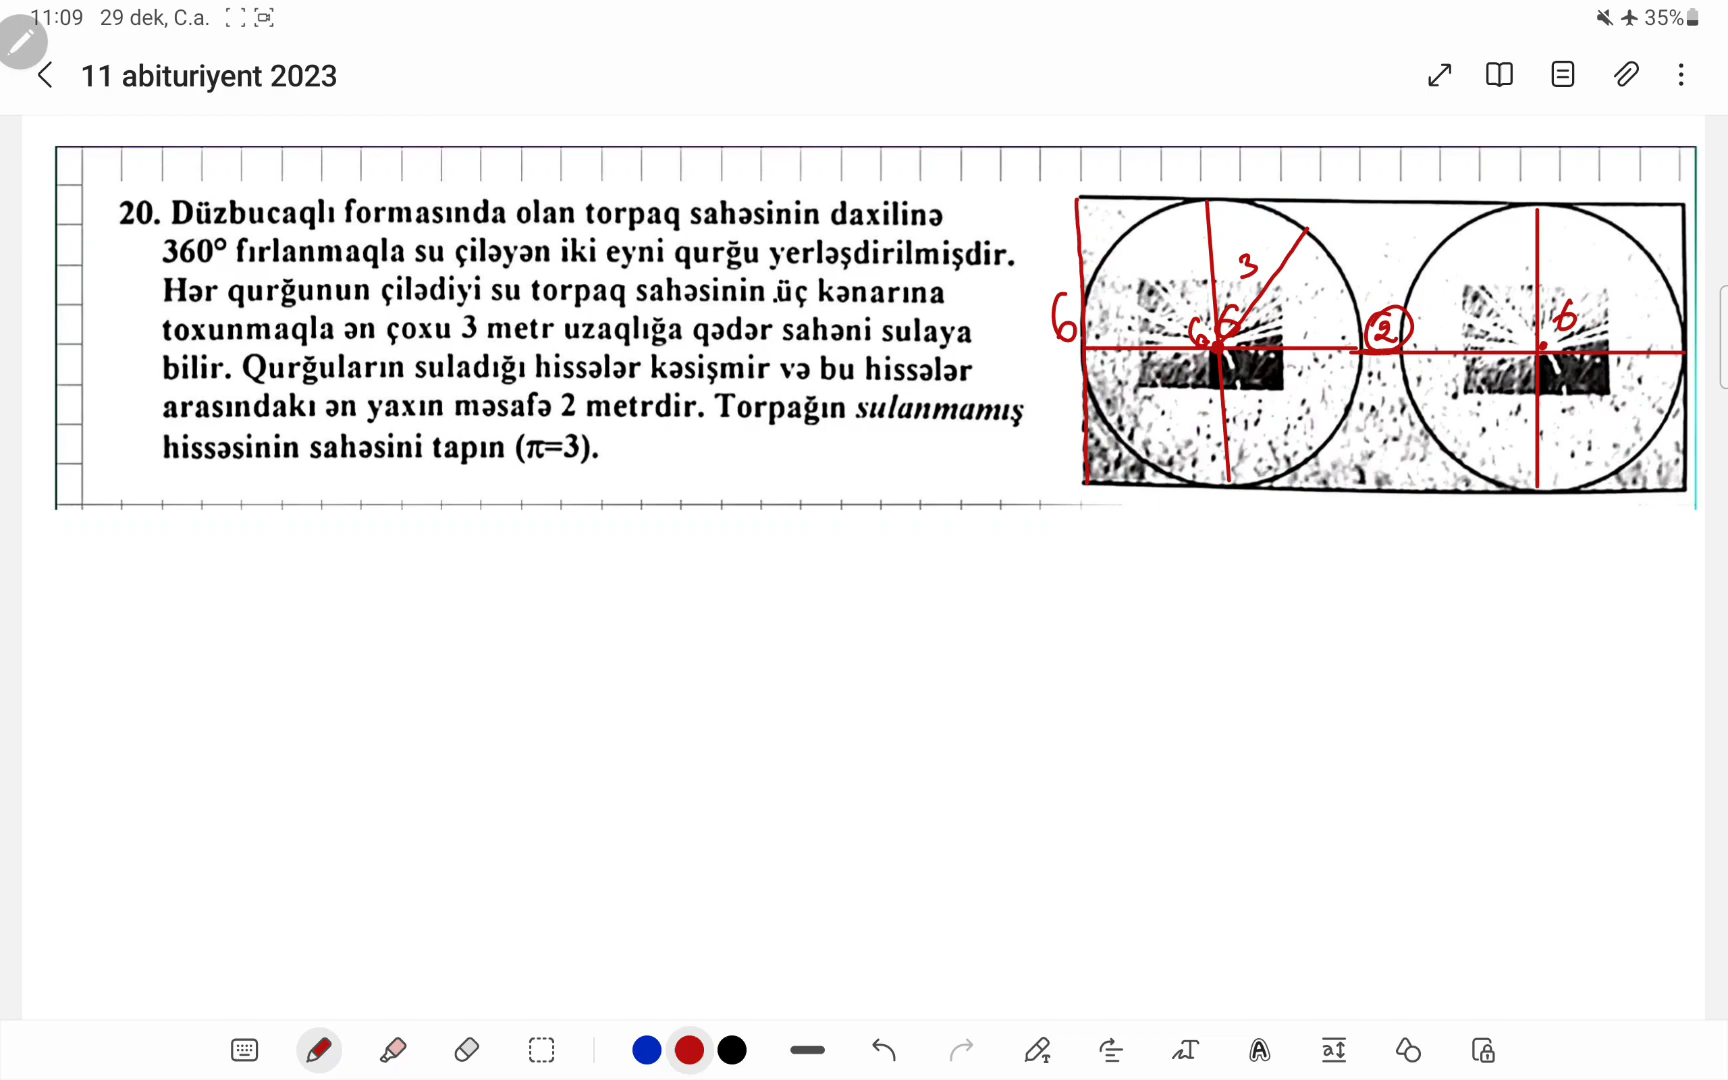 11:09 29 dek, C.a. 35%
11 abituriyent 2023
20. Düzbucaqlı formasında olan torpaq sahəsinin daxilinə
360° fırlanmaqla su çiləyən iki eyni qurğu yerləşdirilmişdir.
Hər qurğunun çilədiyi su torpaq sahəsinin üç kənarına
toxunmaqla ən çoxu 3 metr uzaqlığa qədər sahəni sulaya
bilir. Qurğuların suladığı hissələr kəsişmir və bu hissələr
arasındakı ən yaxın məsafə 2 metrdir. Torpağın sulanmamış
hissəsinin sahəsini tapın (π=3).
3
6
6
6
2
6